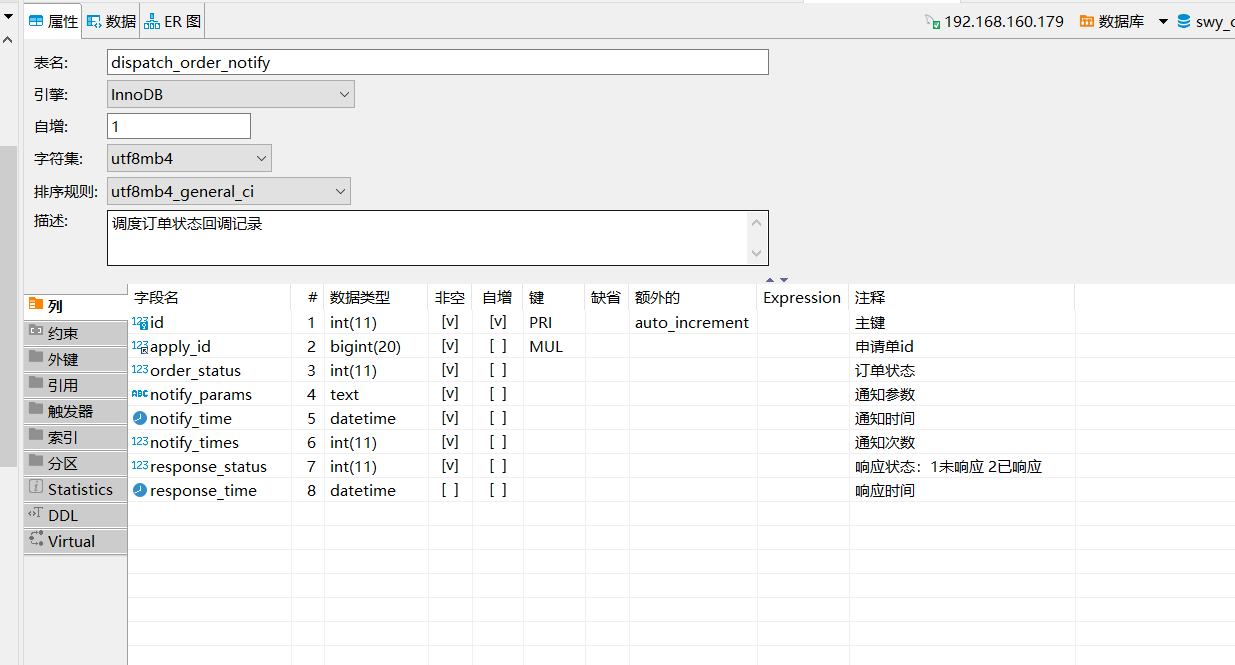 属性 数据 ER 图 192.168.160.179 数据库 swy_c
表名: dispatch_order_notify
引擎: InnoDB
自增: 1
字符集: utf8mb4
排序规则: utf8mb4_general_ci
描述: 调度订单状态回调记录
列
约束
外键
引用
触发器
索引
分区
Statistics
DDL
Virtual
字段名 # 数据类型 非空 自增 键 缺省 额外的 Expression 注释
123 id 1 int(11) [v] [v] PRI auto_increment 主键
123 apply_id 2 bigint(20) [v] [ ] MUL 申请单id
123 order_status 3 int(11) [v] [ ] 订单状态
ABC notify_params 4 text [v] [ ] 通知参数
notify_time 5 datetime [v] [ ] 通知时间
123 notify_times 6 int(11) [v] [ ] 通知次数
123 response_status 7 int(11) [v] [ ] 响应状态：1未响应 2已响应
response_time 8 datetime [ ] [ ] 响应时间